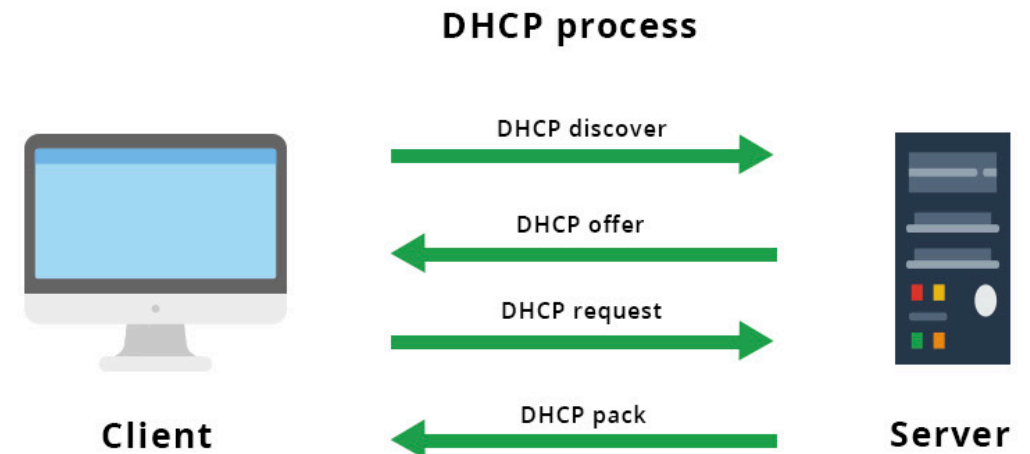 DHCP process
DHCP discover
DHCP offer
DHCP request
DHCP pack
Client
Server